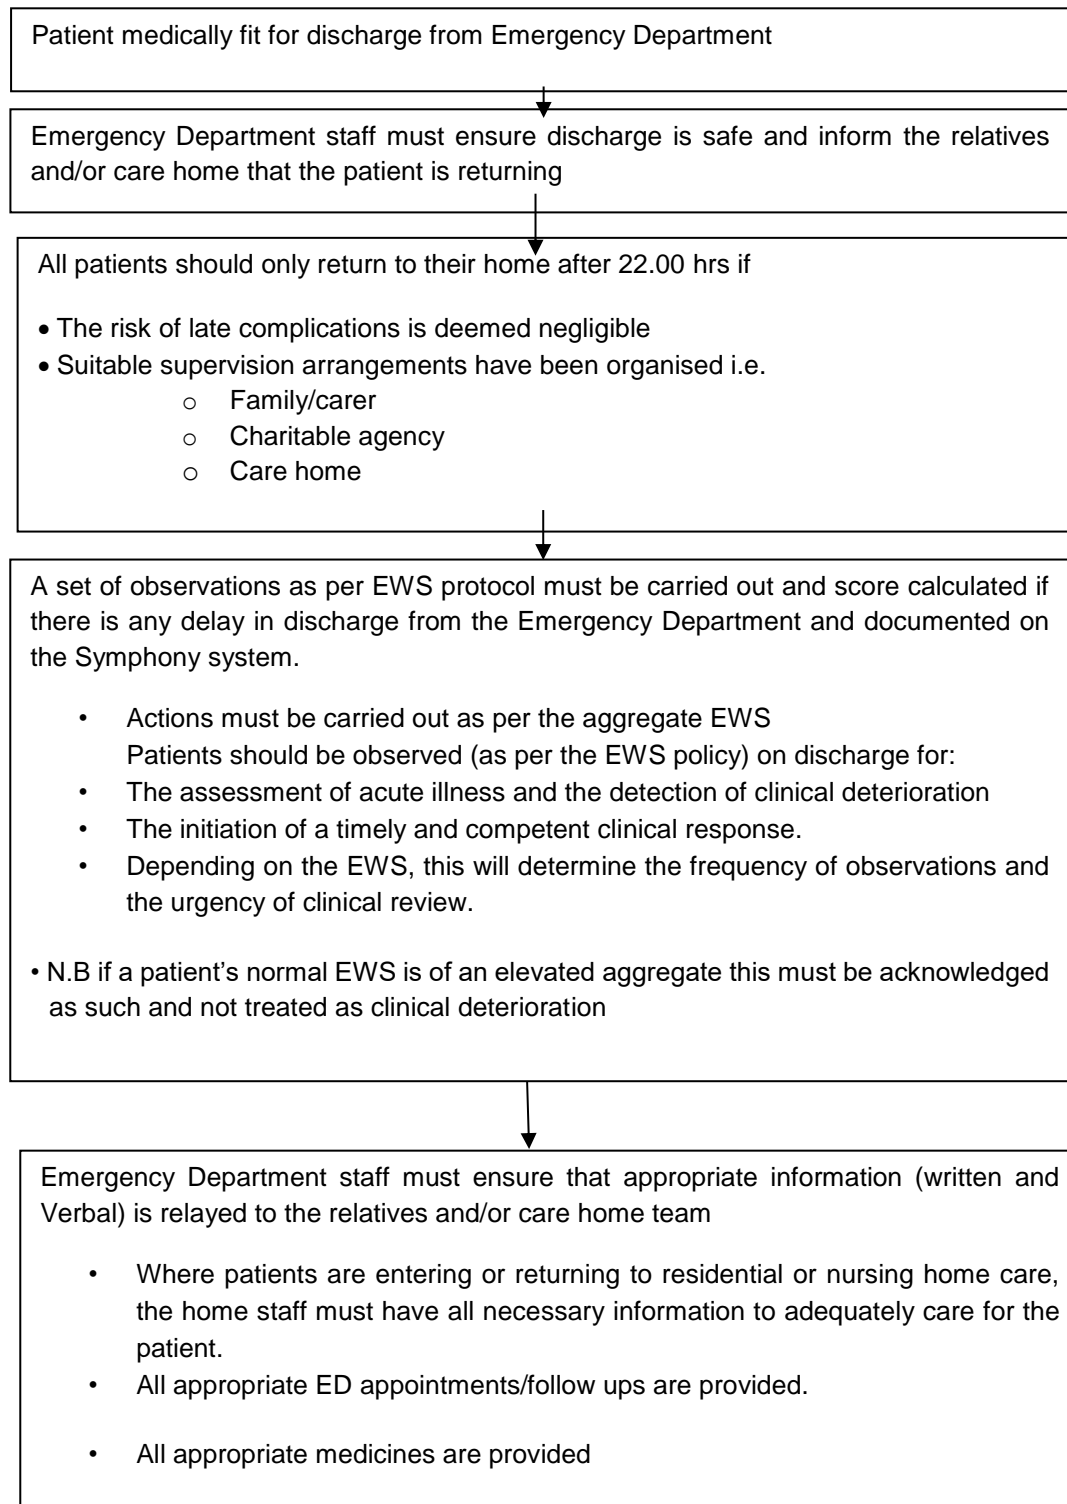 Patient medically fit for discharge from Emergency Department
Emergency Department staff must ensure discharge is safe and inform the relatives
and/or care home that the patient is returning
All patients should only return to their home after 22.00 hrs if
• The risk of late complications is deemed negligible
• Suitable supervision arrangements have been organised i.e.
o Family/carer
o Charitable agency
o Care home
A set of observations as per EWS protocol must be carried out and score calculated if
there is any delay in discharge from the Emergency Department and documented on
the Symphony system.
• Actions must be carried out as per the aggregate EWS
Patients should be observed (as per the EWS policy) on discharge for:
• The assessment of acute illness and the detection of clinical deterioration
• The initiation of a timely and competent clinical response.
• Depending on the EWS, this will determine the frequency of observations and
the urgency of clinical review.
• N.B if a patient’s normal EWS is of an elevated aggregate this must be acknowledged
as such and not treated as clinical deterioration
Emergency Department staff must ensure that appropriate information (written and
Verbal) is relayed to the relatives and/or care home team
• Where patients are entering or returning to residential or nursing home care,
the home staff must have all necessary information to adequately care for the
patient.
• All appropriate ED appointments/follow ups are provided.
• All appropriate medicines are provided